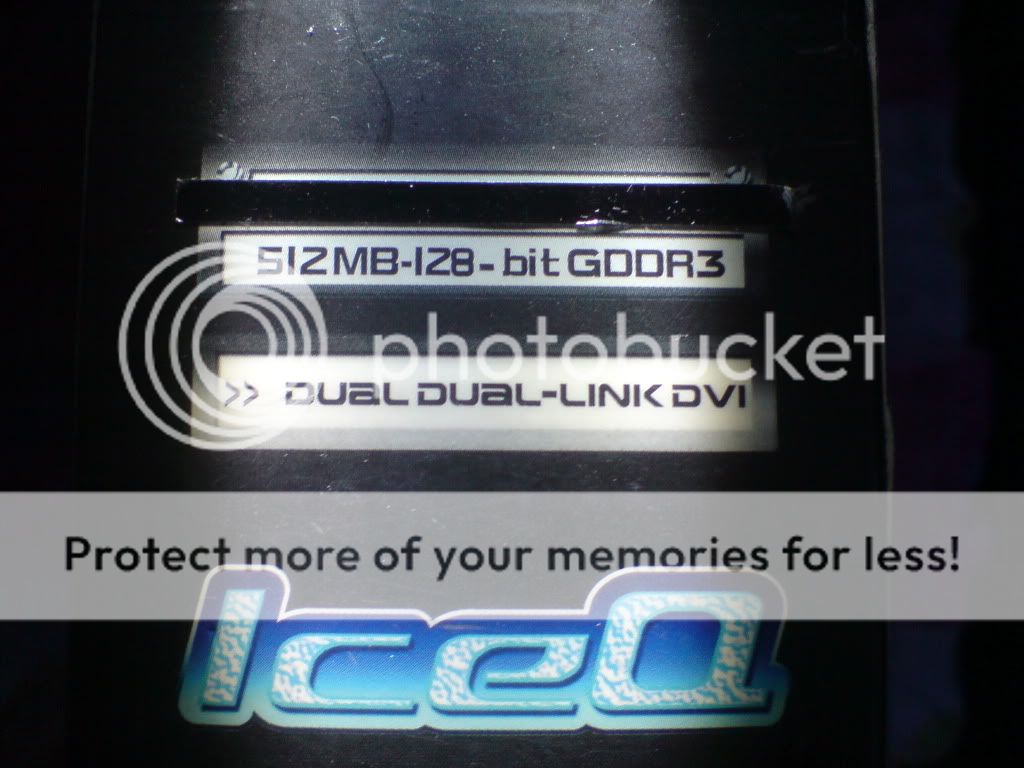 512MB-128-bit GDDR3
photobucket
>> DUAL DUAL-LINK DVI
Protect more of your memories for less!
IceQ